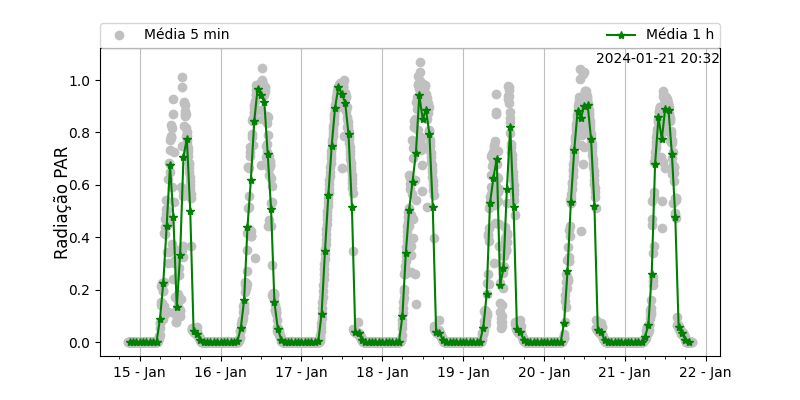 Média 5 min
Média 1 h
2024-01-21 20:32
Radiação PAR
1.0
0.8
0.6
0.4
0.2
0.0
15 - Jan
16 - Jan
17 - Jan
18 - Jan
19 - Jan
20 - Jan
21 - Jan
22 - Jan